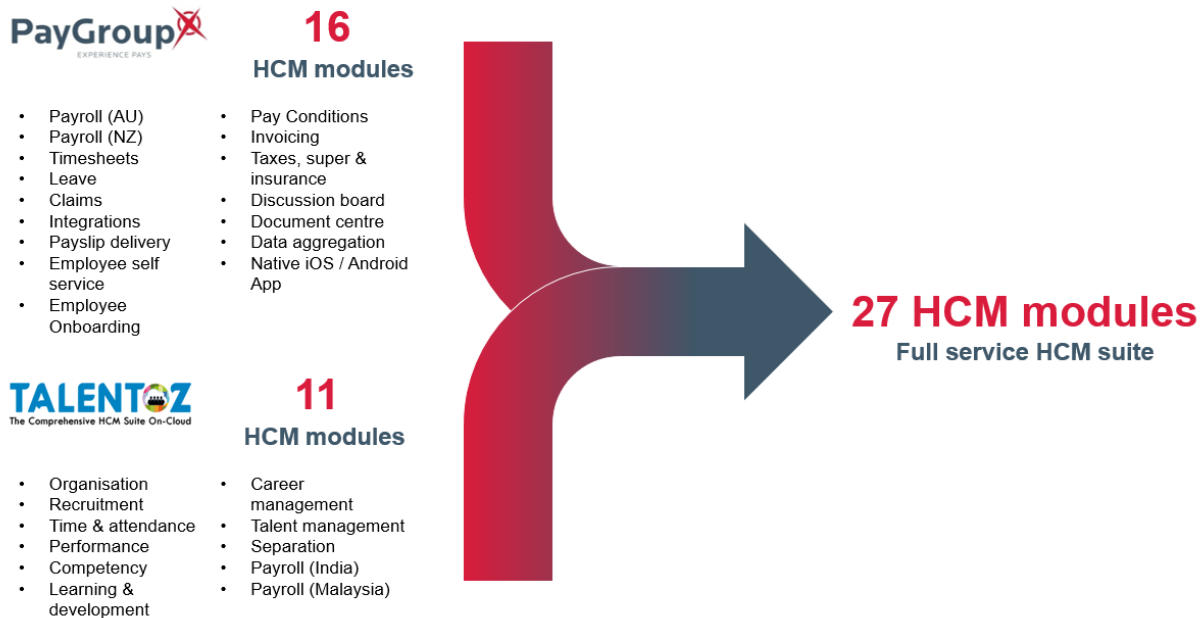 PayGroup
EXPERIENCE PAYS
16
HCM modules
• Payroll (AU)
• Payroll (NZ)
• Timesheets
• Leave
• Claims
• Integrations
• Payslip delivery
• Employee self
service
• Employee
Onboarding
• Pay Conditions
• Invoicing
• Taxes, super &
insurance
• Discussion board
• Document centre
• Data aggregation
• Native iOS / Android
App
TALENTOZ
The Comprehensive HCM Suite On-Cloud
11
HCM modules
• Organisation
• Recruitment
• Time & attendance
• Performance
• Competency
• Learning &
development
• Career
management
• Talent management
• Separation
• Payroll (India)
• Payroll (Malaysia)
27 HCM modules
Full service HCM suite